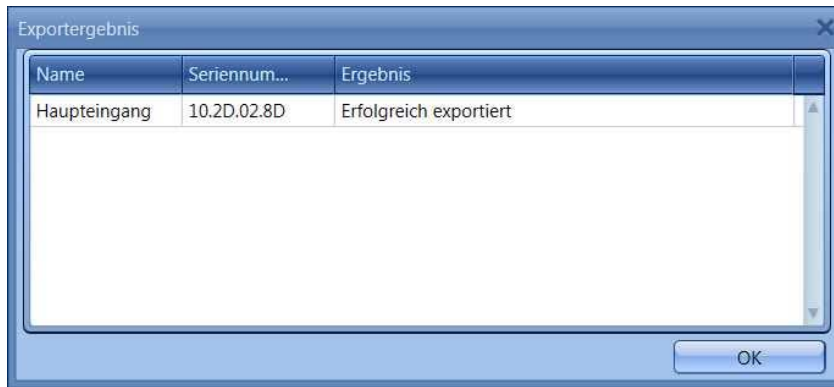 Exportergebnis
Name Seriennum... Ergebnis
Haupteingang 10.2D.02.8D Erfolgreich exportiert
OK